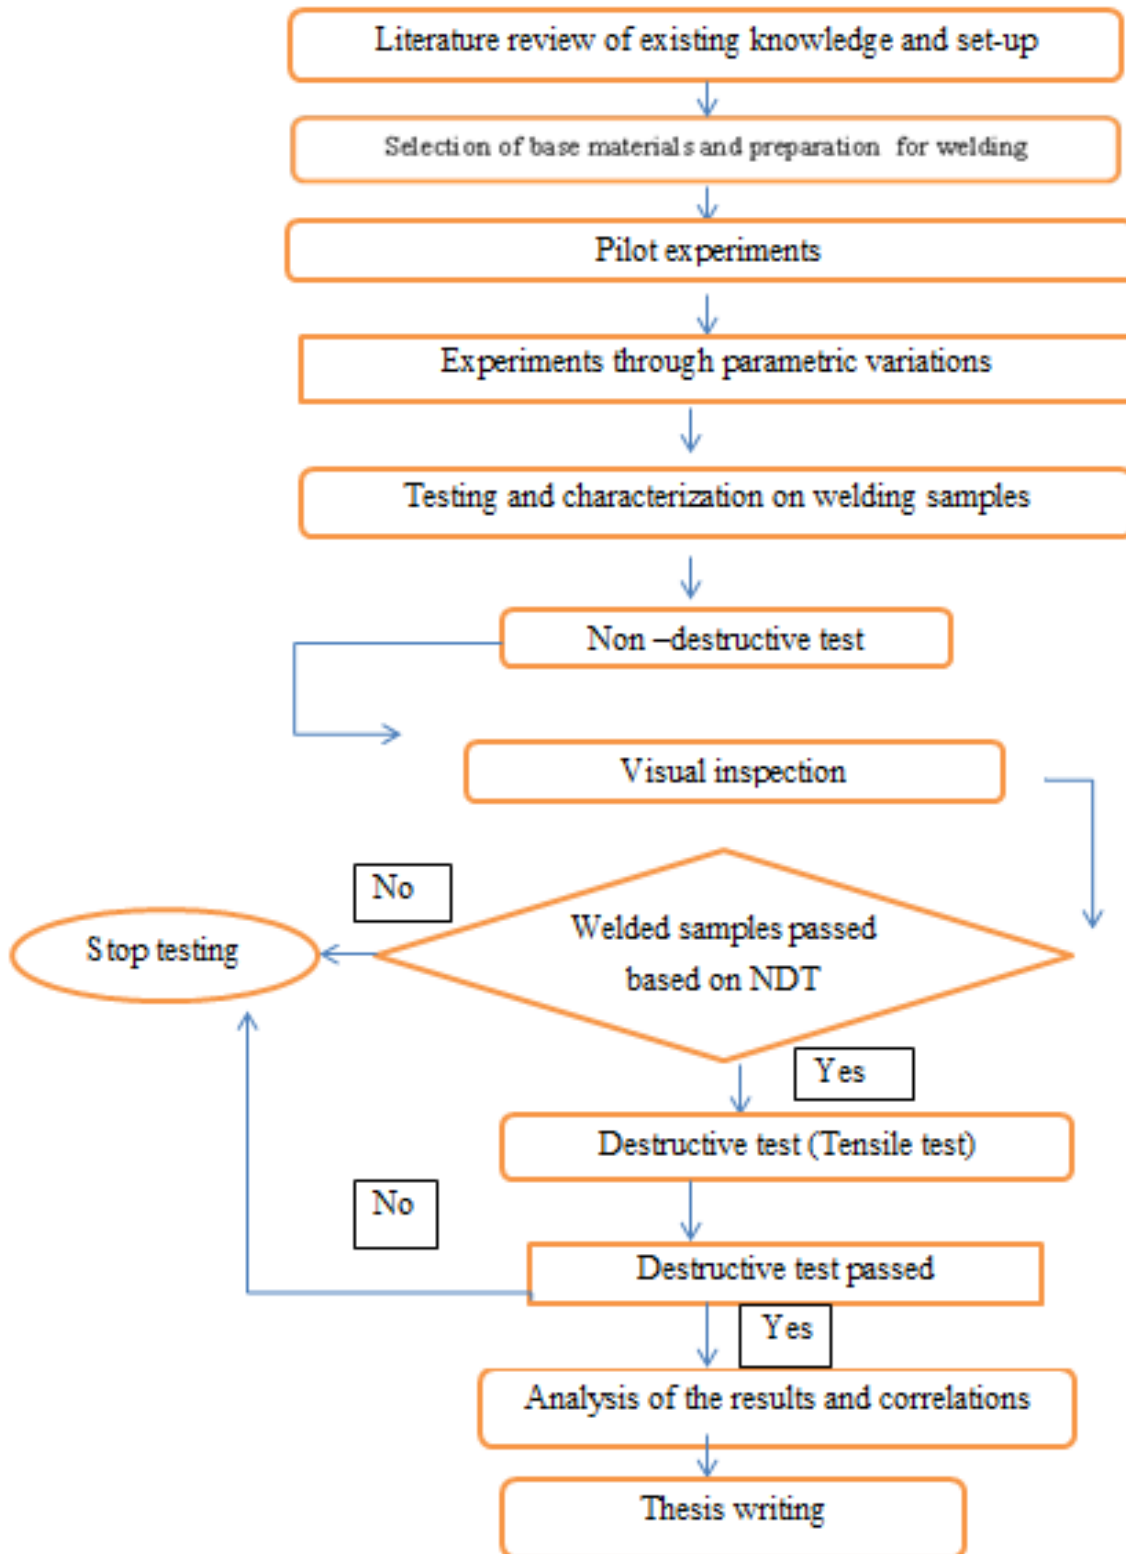 Literature review of existing knowledge and set-up
Selection of base materials and preparation for welding
Pilot experiments
Experiments through parametric variations
Testing and characterization on welding samples
Non –destructive test
Visual inspection
No
Welded samples passed
based on NDT
Stop testing
Yes
Destructive test (Tensile test)
No
Destructive test passed
Yes
Analysis of the results and correlations
Thesis writing